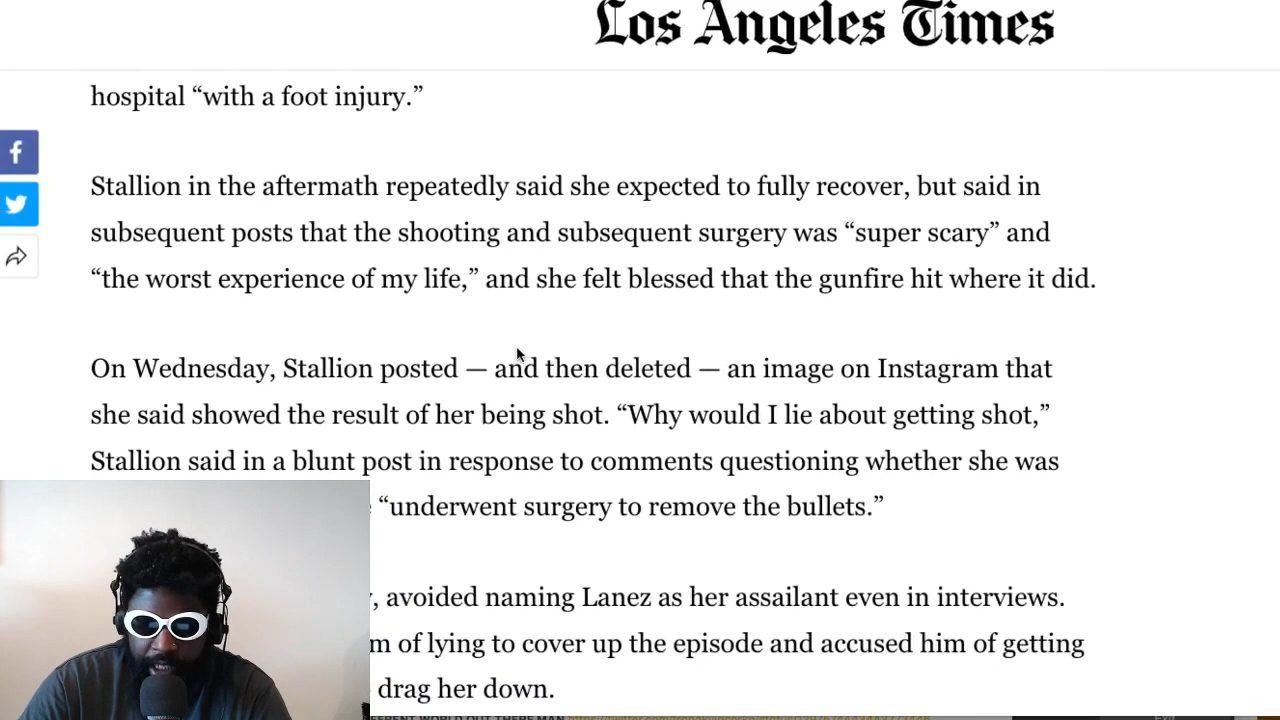 Los Angeles Times
hospital “with a foot injury.”
Stallion in the aftermath repeatedly said she expected to fully recover, but said in
subsequent posts that the shooting and subsequent surgery was “super scary” and
“the worst experience of my life,” and she felt blessed that the gunfire hit where it did.
On Wednesday, Stallion posted — and then deleted — an image on Instagram that
she said showed the result of her being shot. “Why would I lie about getting shot,”
Stallion said in a blunt post in response to comments questioning whether she was
“underwent surgery to remove the bullets.”
, avoided naming Lanez as her assailant even in interviews.
of lying to cover up the episode and accused him of getting
drag her down.
WORLD OUT THERE MAN